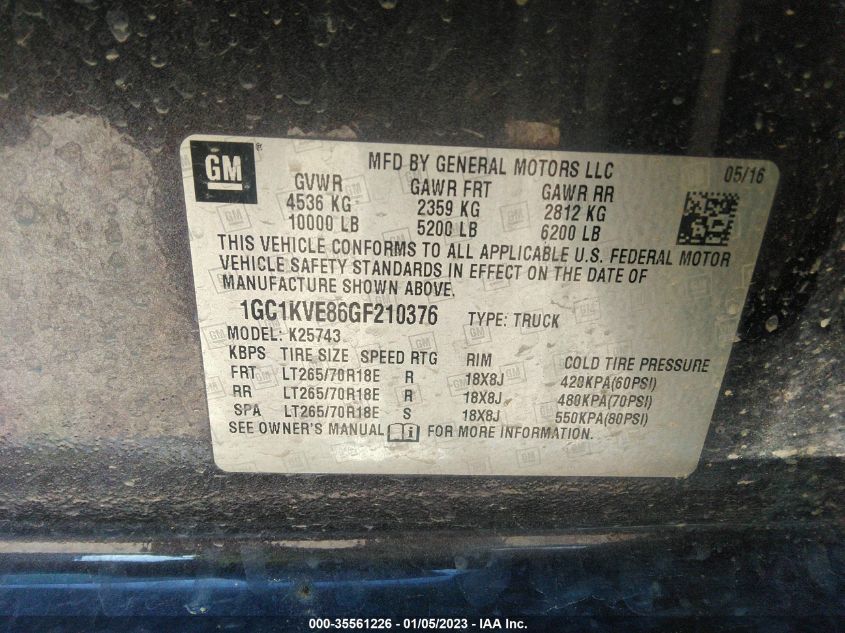 GM ®
MFD BY GENERAL MOTORS LLC 05/16
GVWR GAWR FRT GAWR RR
4536 KG 2359 KG 2812 KG
10000 LB 5200 LB 6200 LB
THIS VEHICLE CONFORMS TO ALL APPLICABLE U.S. FEDERAL MOTOR
VEHICLE SAFETY STANDARDS IN EFFECT ON THE DATE OF
MANUFACTURE SHOWN ABOVE.
1GC1KVE86GF210376 TYPE: TRUCK
MODEL: K25743
KBPS TIRE SIZE SPEED RTG RIM COLD TIRE PRESSURE
FRT LT265/70R18E R 18X8J 420KPA(60PSI)
RR LT265/70R18E R 18X8J 480KPA(70PSI)
SPA LT265/70R18E S 18X8J 550KPA(80PSI)
SEE OWNER'S MANUAL FOR MORE INFORMATION.
000-35561226 - 01/05/2023 - IAA Inc.